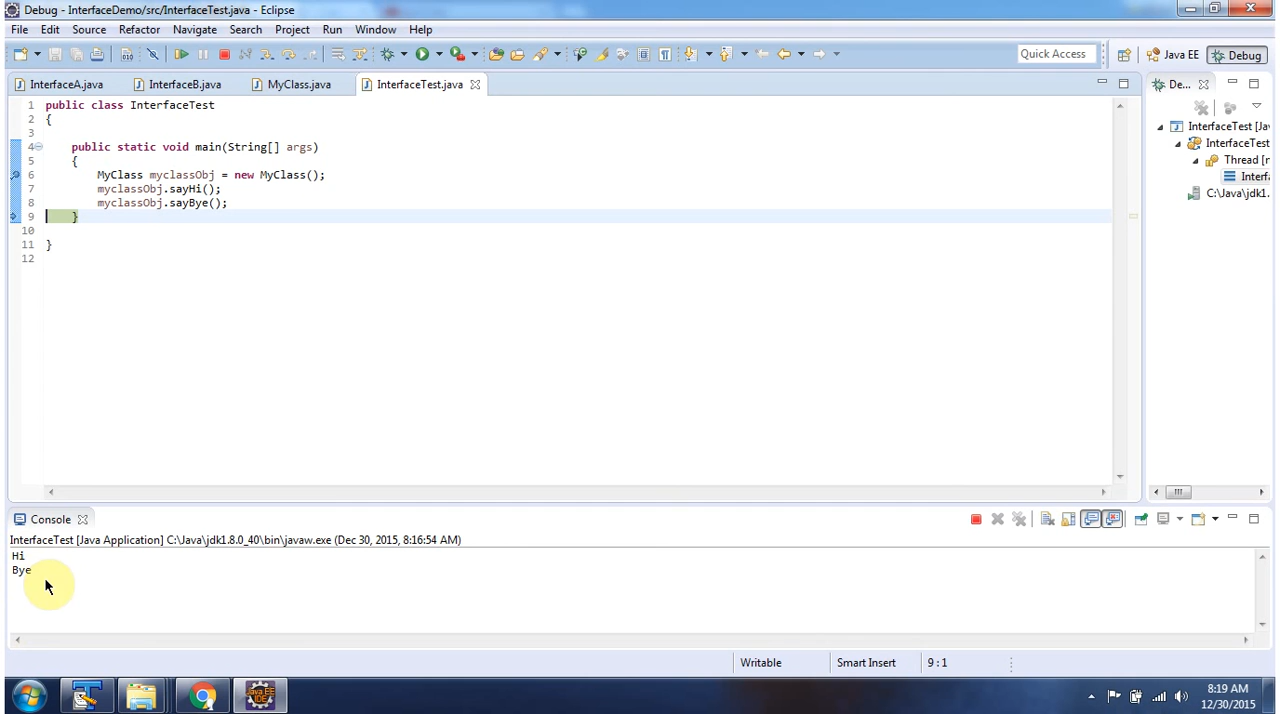 Debug - InterfaceDemo/src/InterfaceTest.java - Eclipse
File Edit Source Refactor Navigate Search Project Run Window Help
Quick Access Java EE Debug
InterfaceA.java InterfaceB.java MyClass.java InterfaceTest.java De...
1 public class InterfaceTest
2 {
3
4 public static void main(String[] args)
5 {
6 MyClass myclassObj = new MyClass();
7 myclassObj.sayHi();
8 myclassObj.sayBye();
9 }
10
11 }
12
InterfaceTest [Ja
InterfaceTest
Thread [
Interf
C:\Java\jdk1.
Console
InterfaceTest [Java Application] C:\Java\jdk1.8.0_40\bin\javaw.exe (Dec 30, 2015, 8:16:54 AM)
Hi
Bye
Writable Smart Insert 9 : 1
Java EE
IDE
8:19 AM
12/30/2015